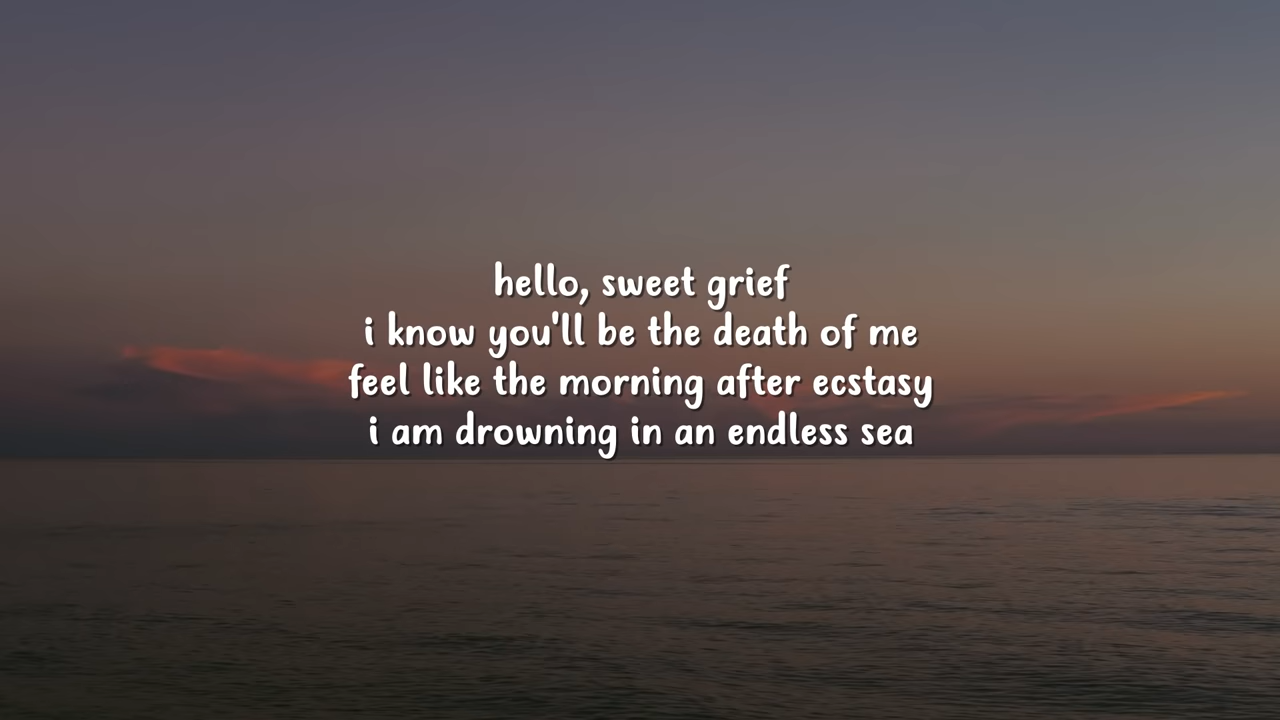 hello, sweet grief
i know you'll be the death of me
feel like the morning after ecstasy
i am drowning in an endless sea